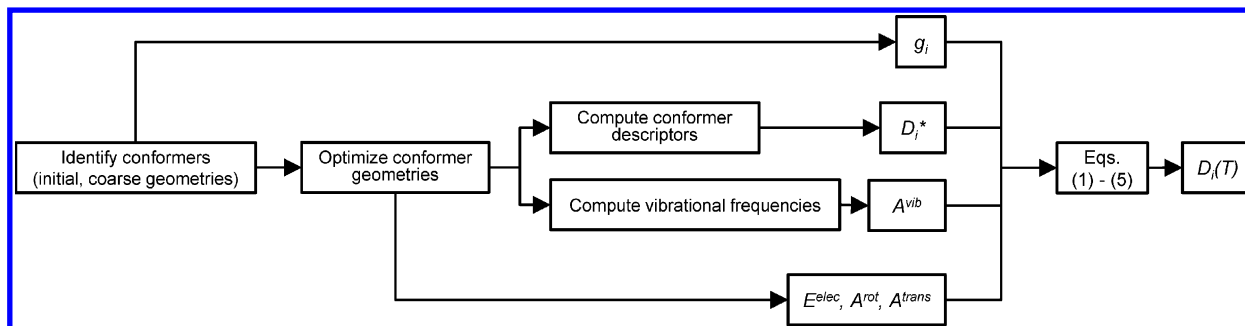 Identify conformers
(initial, coarse geometries)
Optimize conformer
geometries
Compute conformer
descriptors
Compute vibrational frequencies
g_i
D_i*
A^vib
E^elec, A^rot, A^trans
Eqs.
(1) - (5)
D_i(T)